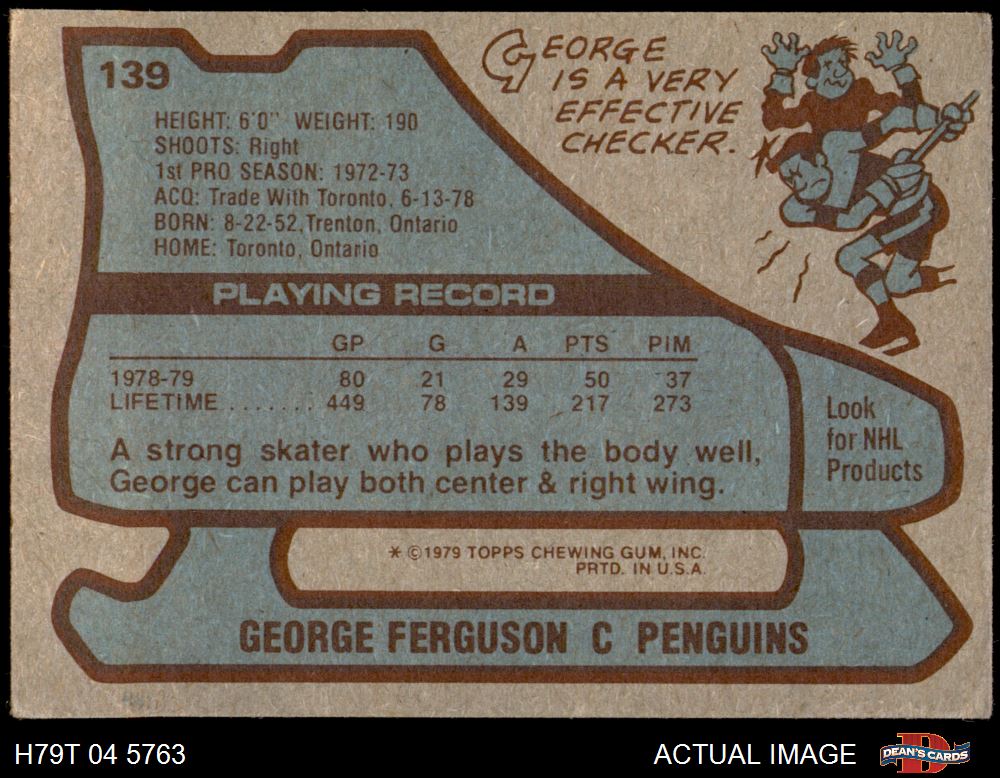 139
HEIGHT: 6'0" WEIGHT: 190
SHOOTS: Right
1st PRO SEASON: 1972-73
ACQ: Trade With Toronto, 6-13-78
BORN: 8-22-52, Trenton, Ontario
HOME: Toronto, Ontario
GEORGE
IS A VERY
EFFECTIVE
CHECKER.
PLAYING RECORD
GP G A PTS PIM
1978-79 80 21 29 50 37
LIFETIME....... 449 78 139 217 273
A strong skater who plays the body well,
George can play both center & right wing.
Look
for NHL
Products
* ©1979 TOPPS CHEWING GUM, INC.
PRTD. IN U.S.A.
GEORGE FERGUSON C PENGUINS
H79T 04 5763
ACTUAL IMAGE
DEAN'S CARDS